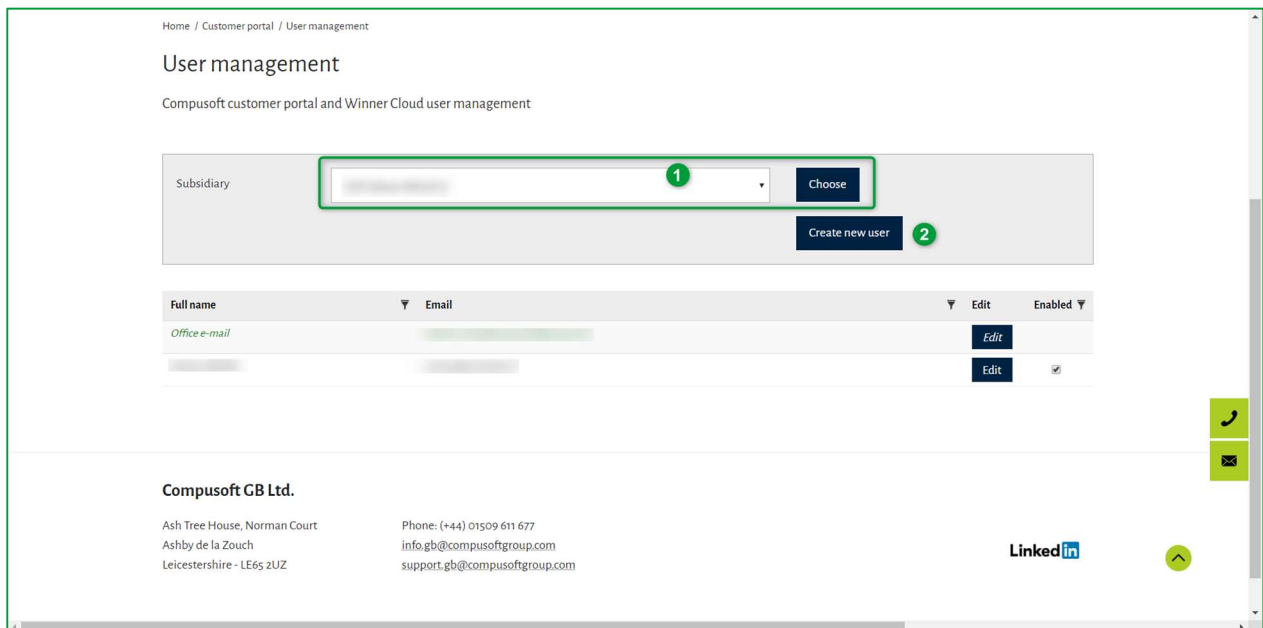 Home / Customer portal / User management
User management
Compusoft customer portal and Winner Cloud user management
Subsidiary
1
Choose
Create new user
2
Full name Email Edit Enabled
Office e-mail Edit
Edit
Compusoft GB Ltd.
Ash Tree House, Norman Court Phone: (+44) 01509 611 677
Ashby de la Zouch info.gb@compusoftgroup.com
Leicestershire - LE65 2UZ support.gb@compusoftgroup.com
Linked in